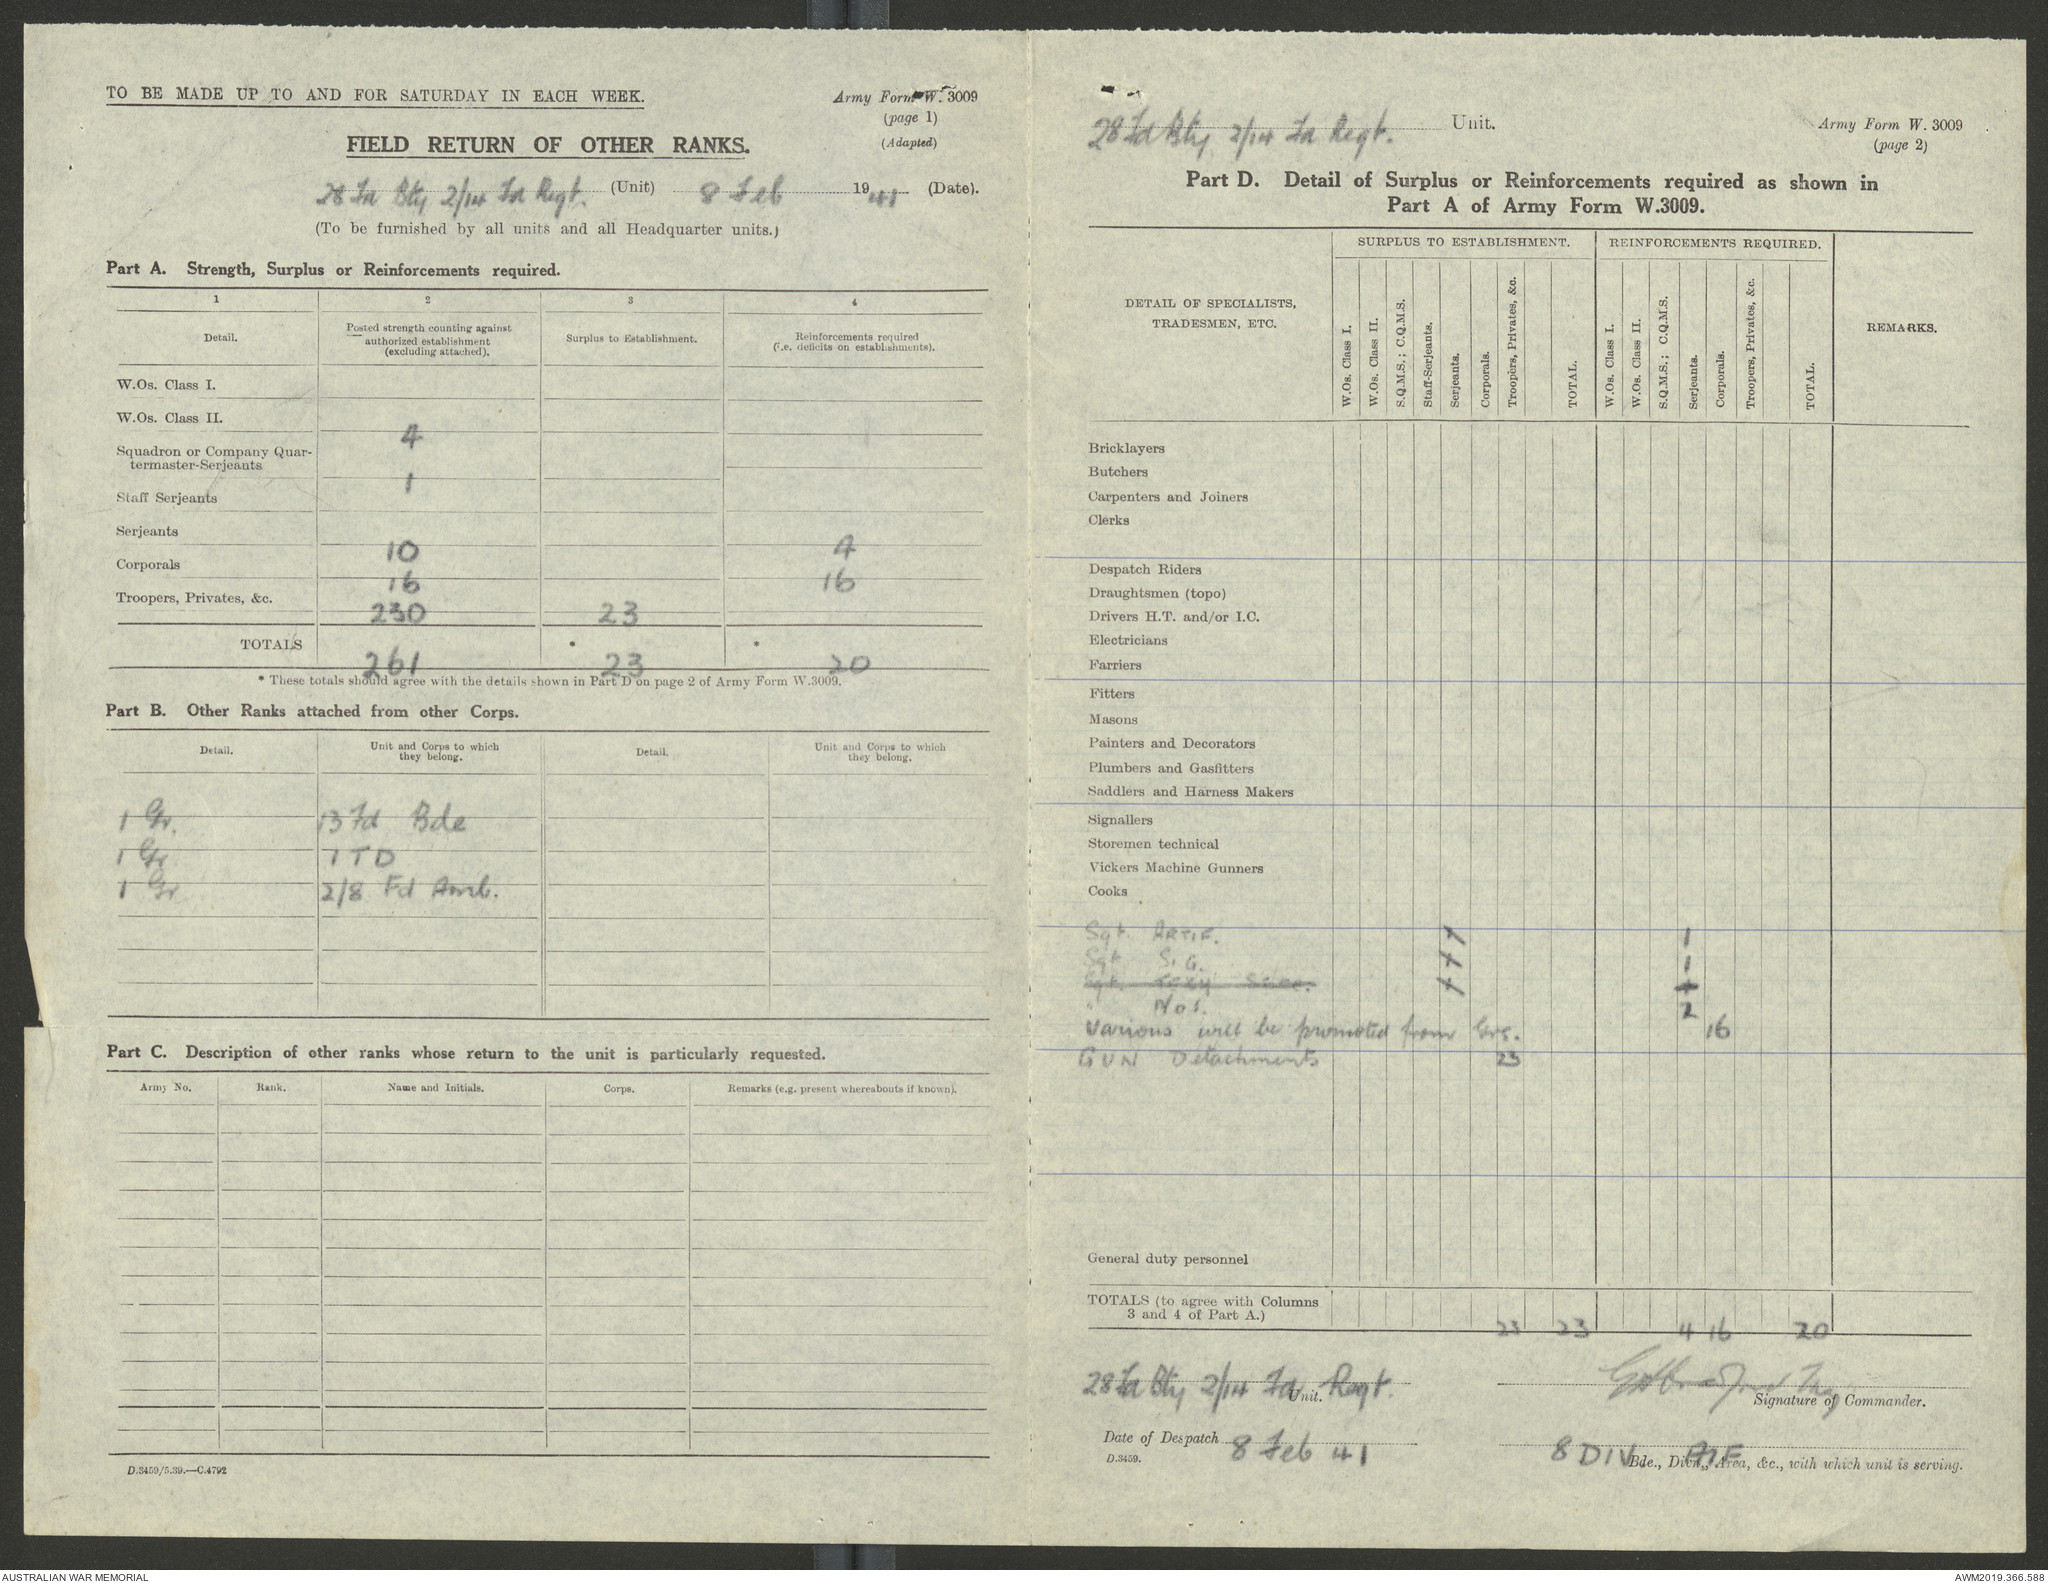 TO BE MADE UP TO AND FOR SATURDAY IN EACH WEEK.
Army Form W. 3009
(page 1)
(Adapted)
FIELD RETURN OF OTHER RANKS.
28 Fd Bty 2/14 Fd Regt. (Unit) 8 Feb 1941 (Date).
(To be furnished by all units and all Headquarter units.)
Part A. Strength, Surplus or Reinforcements required.
1 2 3 4
Detail. Posted strength counting against authorized establishment (excluding attached). Surplus to Establishment. Reinforcements required (i.e. deficits on establishments).
W.Os. Class I.
W.Os. Class II. 4
Squadron or Company Quar-
termaster-Serjeants 1
Staff Serjeants
Serjeants 10 4
Corporals 16 16
Troopers, Privates, &c. 230 23
TOTALS 261 * 23 * 20
* These totals should agree with the details shown in Part D on page 2 of Army Form W.3009.
Part B. Other Ranks attached from other Corps.
Detail. Unit and Corps to which they belong. Detail. Unit and Corps to which they belong.
1 Gr. 13 Fd Bde
1 Gr 1 T D
1 Gr 2/8 Fd Amb.
Part C. Description of other ranks whose return to the unit is particularly requested.
Army No. Rank. Name and Initials. Corps. Remarks (e.g. present whereabouts if known).
D.3459/5.39.—C.4792
28 Fd Bty 2/14 Fd Regt. Unit.
Army Form W. 3009
(page 2)
Part D. Detail of Surplus or Reinforcements required as shown in
Part A of Army Form W.3009.
DETAIL OF SPECIALISTS,
TRADESMEN, ETC.
SURPLUS TO ESTABLISHMENT. REINFORCEMENTS REQUIRED. REMARKS.
W.Os. Class I.
W.Os. Class II.
S.Q.M.S.; C.Q.M.S.
Staff-Serjeants.
Serjeants.
Corporals.
Troopers, Privates, &c.
TOTAL.
W.Os. Class I.
W.Os. Class II.
S.Q.M.S.; C.Q.M.S.
Serjeants.
Corporals.
Troopers, Privates, &c.
TOTAL.
Bricklayers
Butchers
Carpenters and Joiners
Clerks
Despatch Riders
Draughtsmen (topo)
Drivers H.T. and/or I.C.
Electricians
Farriers
Fitters
Masons
Painters and Decorators
Plumbers and Gasfitters
Saddlers and Harness Makers
Signallers
Storemen technical
Vickers Machine Gunners
Cooks
Sgt. ARTIF. 1 1
Sgt. SIG. 1 1
Sgt. 1 1
" No1. 2
Various will be promoted from Grs. 16
GUN Detachments 23
General duty personnel
TOTALS (to agree with Columns
3 and 4 of Part A.) 23 23 4 16 20
28 Fd Bty 2/14 Fd Regt.
Unit.
Signature of Commander.
Date of Despatch 8 Feb 41
8 DIV AIF
Bde., Divn., Area, &c., with which unit is serving.
D.3459.
AUSTRALIAN WAR MEMORIAL
AWM2019.366.588